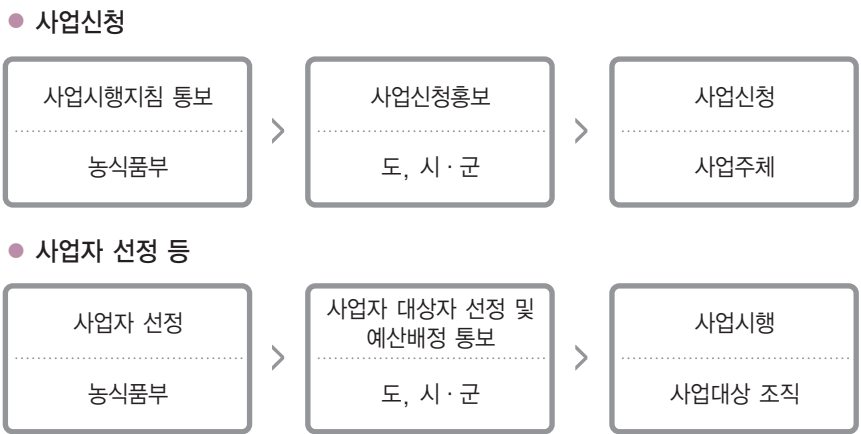 사업신청
사업시행지침 통보
농식품부
사업신청홍보
도, 시·군
사업신청
사업주체
사업자 선정 등
사업자 선정
농식품부
사업자 대상자 선정 및
예산배정 통보
도, 시·군
사업시행
사업대상 조직